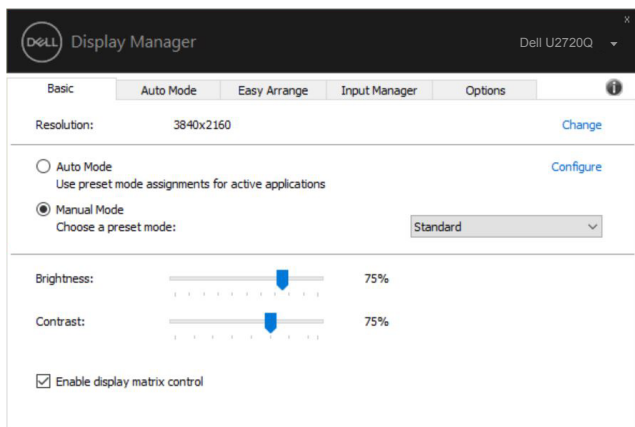 x
DELL Display Manager Dell U2720Q
Basic Auto Mode Easy Arrange Input Manager Options i
Resolution: 3840x2160 Change
Auto Mode Configure
Use preset mode assignments for active applications
Manual Mode
Choose a preset mode: Standard
Brightness: 75%
Contrast: 75%
Enable display matrix control